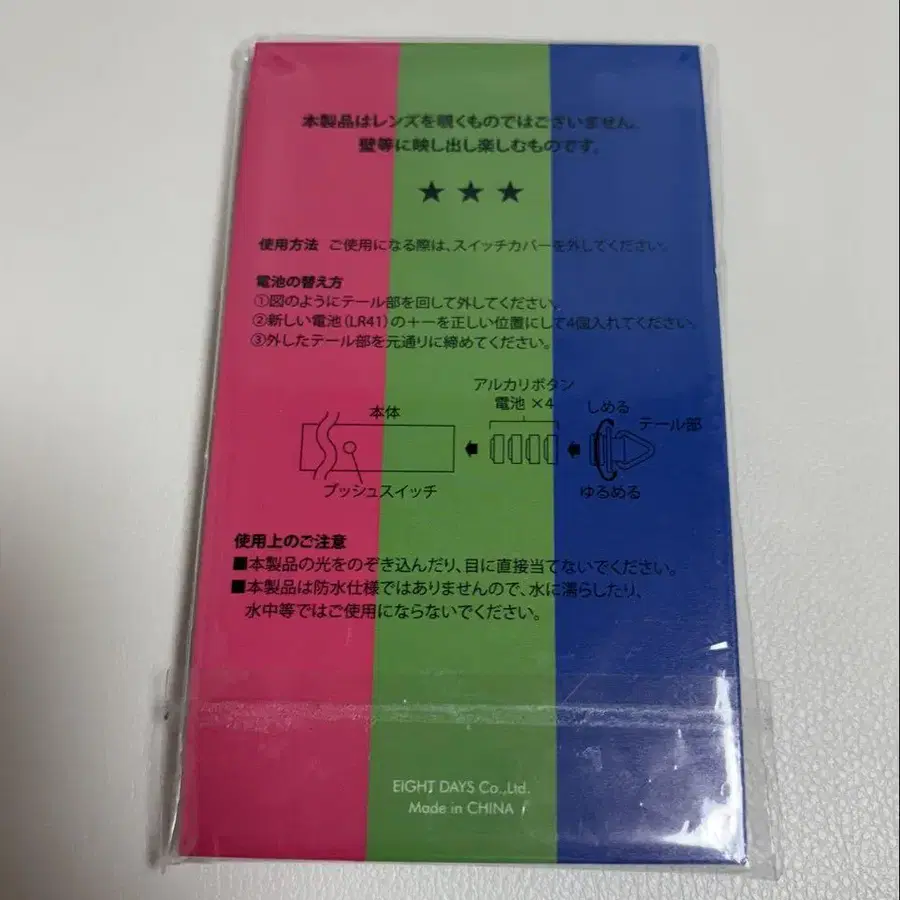 本製品はレンズを覗くものではございません。
壁等に映し出し楽しむものです。
★ ★ ★
使用方法 ご使用になる際は、スイッチカバーを外してください。
電池の替え方
①図のようにテール部を回して外してください。
②新しい電池(LR41)の＋ーを正しい位置にして4個入れてください。
③外したテール部を元通りに締めてください。
アルカリボタン
電池 ×4
本体
しめる
テール部
プッシュスイッチ
ゆるめる
使用上のご注意
■本製品の光をのぞき込んだり、目に直接当てないでください。
■本製品は防水仕様ではありませんので、水に濡らしたり、
水中等ではご使用にならないでください。
EIGHT DAYS Co.,Ltd.
Made in CHINA